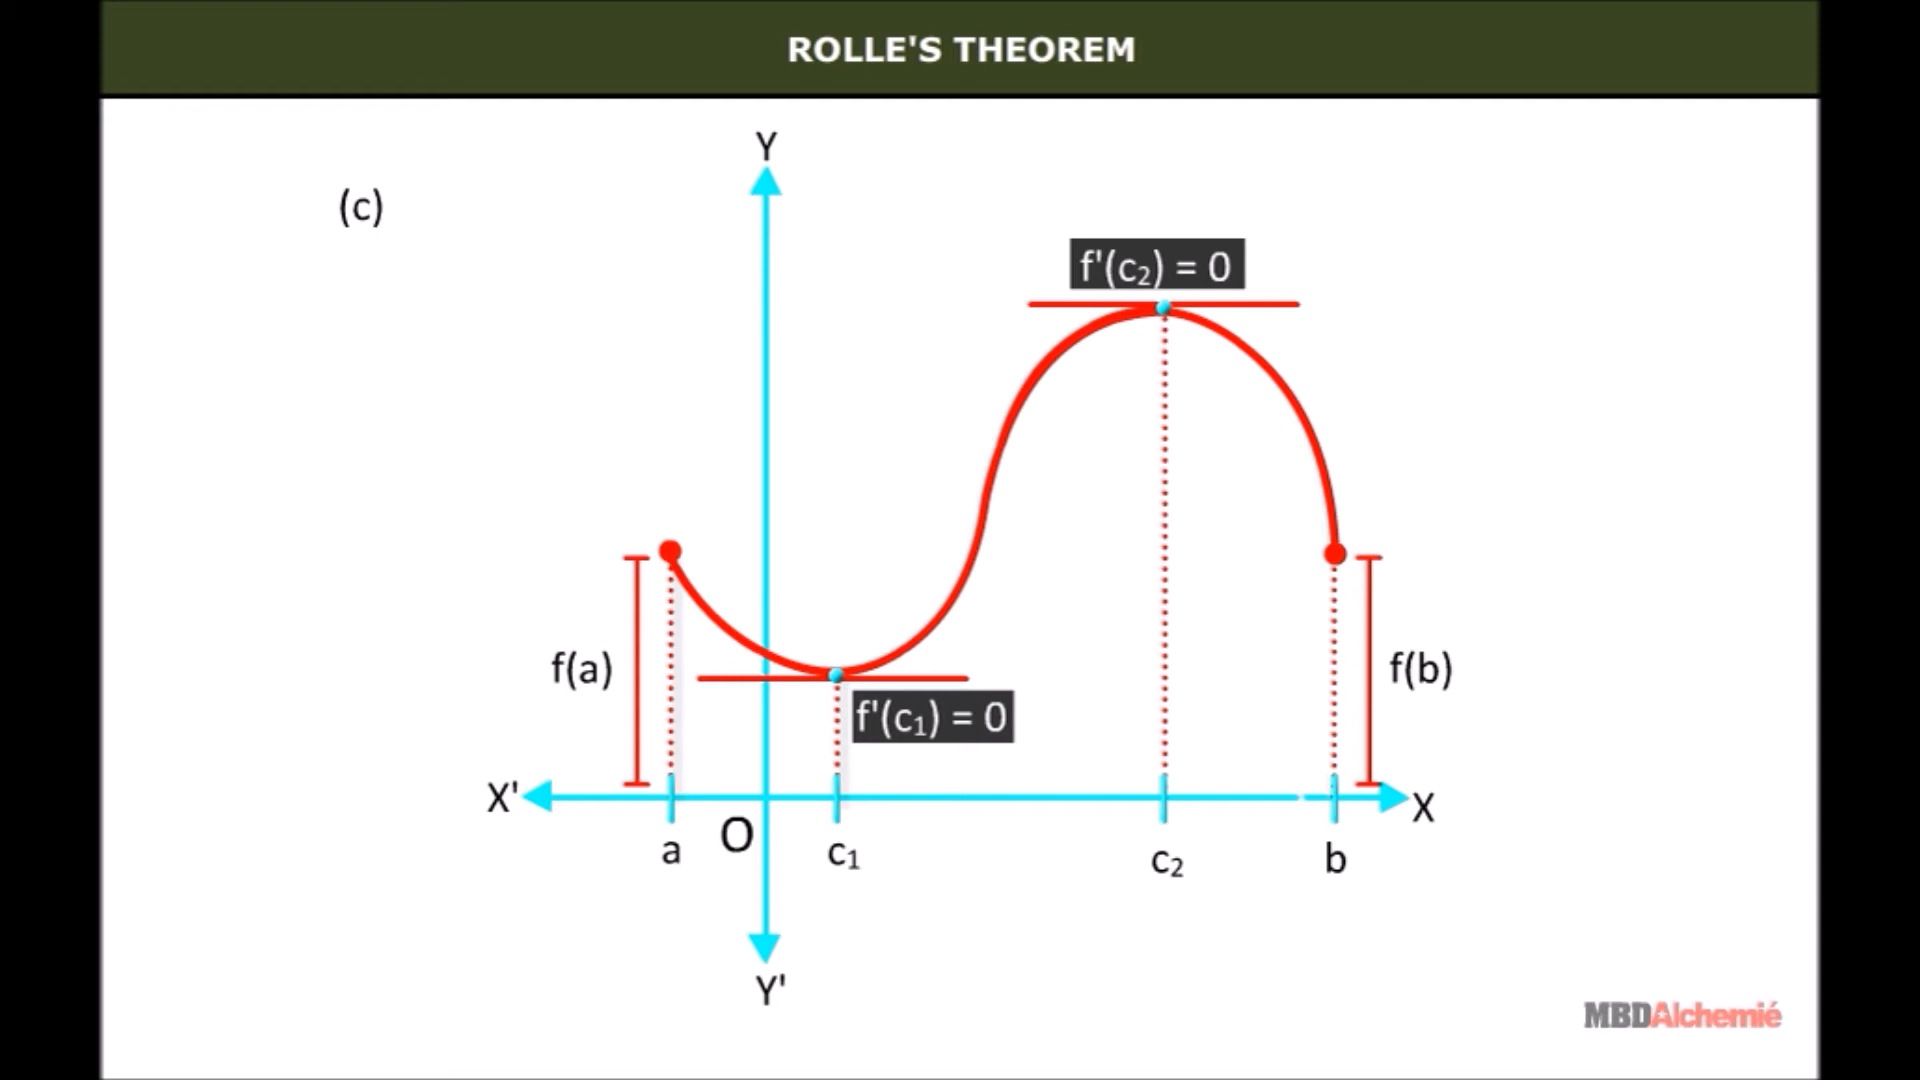 ROLLE'S THEOREM
Y
(c)
f'(c₂) = 0
f(a)
f(b)
f'(c₁) = 0
X'
X
a
O
c₁
c₂
b
Y'
MBDAlchemié